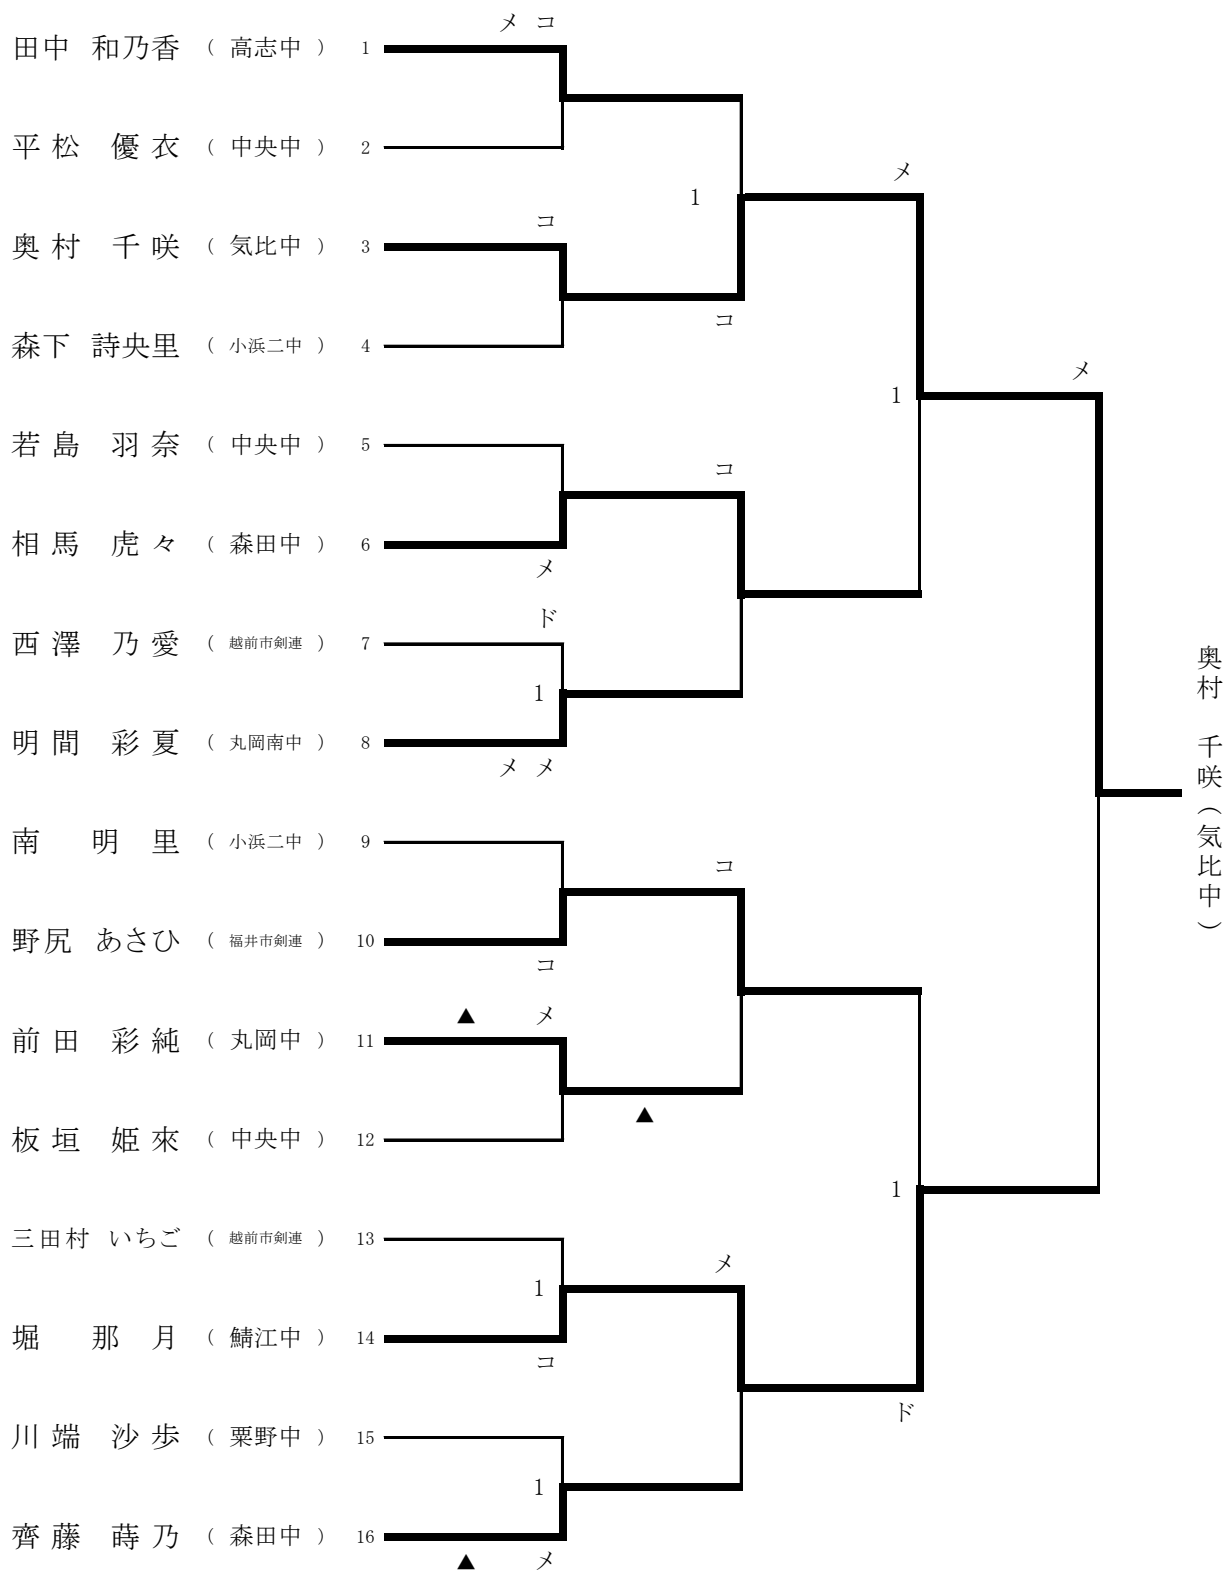 メ コ
田中 和乃香 ( 高志中 ) 1
平松 優衣 ( 中央中 ) 2
メ
1
コ
奥村 千咲 ( 気比中 ) 3
コ
森下 詩央里 ( 小浜二中 ) 4
メ
1
若島 羽奈 ( 中央中 ) 5
コ
相馬 虎々 ( 森田中 ) 6
メ
ド
西澤 乃愛 ( 越前市剣連 ) 7
1
明間 彩夏 ( 丸岡南中 ) 8
メ メ
奥村 千咲(気比中)
南 明里 ( 小浜二中 ) 9
コ
野尻 あさひ ( 福井市剣連 ) 10
コ
▲ メ
前田 彩純 ( 丸岡中 ) 11
▲
板垣 姫來 ( 中央中 ) 12
1
三田村 いちご ( 越前市剣連 ) 13
メ
1
堀 那月 ( 鯖江中 ) 14
コ
ド
川端 沙歩 ( 粟野中 ) 15
1
齊藤 蒔乃 ( 森田中 ) 16
▲ メ